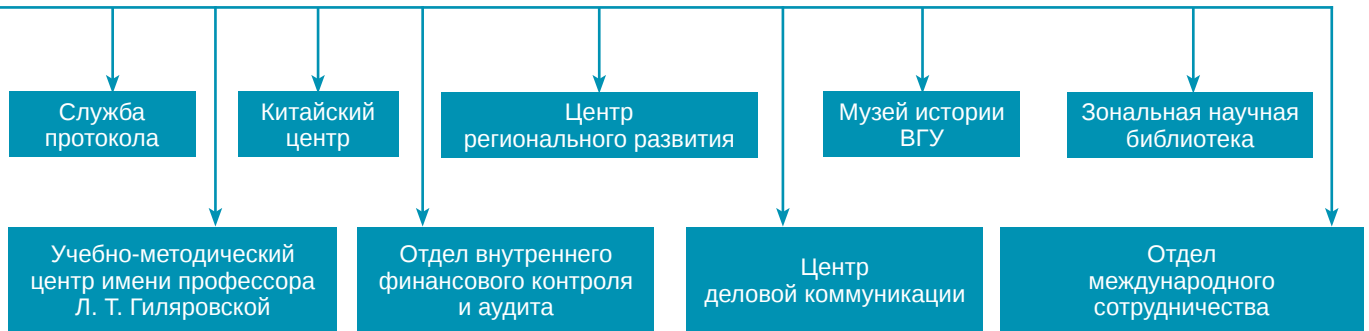 Служба
протокола
Китайский
центр
Центр
регионального развития
Музей истории
ВГУ
Зональная научная
библиотека
Учебно-методический
центр имени профессора
Л. Т. Гиляровской
Отдел внутреннего
финансового контроля
и аудита
Центр
деловой коммуникации
Отдел
международного
сотрудничества